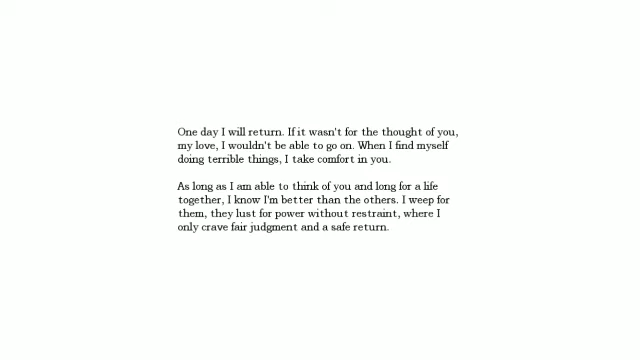 One day I will return. If it wasn't for the thought of you,
my love, I wouldn't be able to go on. When I find myself
doing terrible things, I take comfort in you.
As long as I am able to think of you and long for a life
together, I know I'm better than the others. I weep for
them, they lust for power without restraint, where I
only crave fair judgment and a safe return.